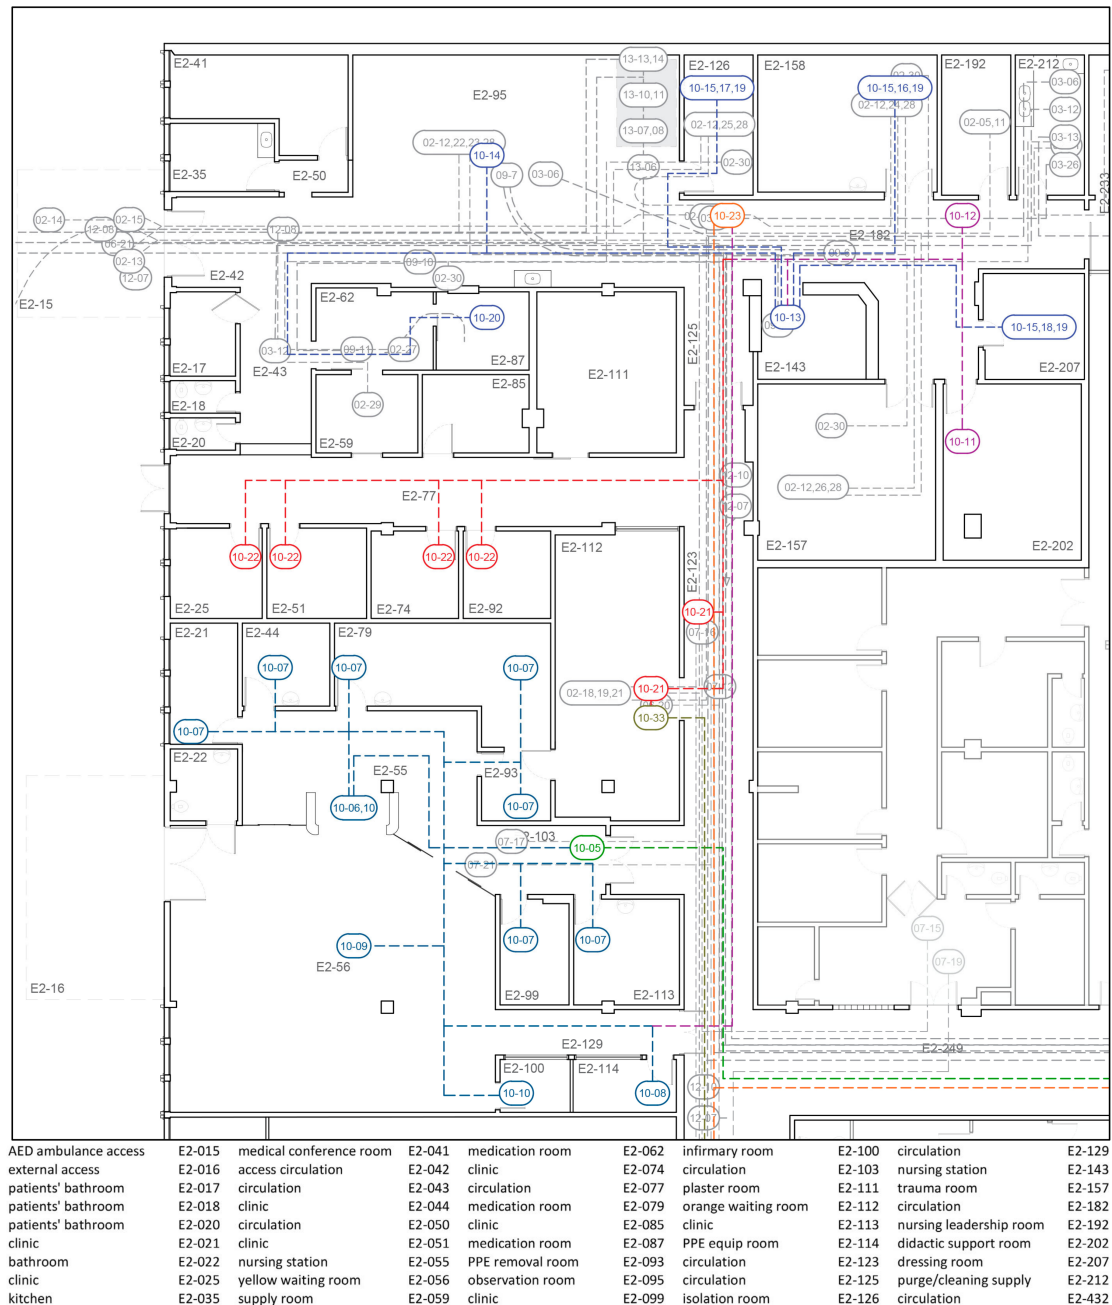 E2-41
E2-95
13-13,14
13-10,11
13-07,08
13-06
E2-126
10-15,17,19
02-12,25,28
02-30
E2-158
10-15,16,19
02-12,24,28
E2-192
02-05,11
E2-212
03-06
03-12
03-13
03-26
02-12,22,23,28
10-14
09-7
03-06
E2-35
E2-50
E2-233
02-14
02-15
12-08
06-21
02-13
12-07
12-08
10-23
10-12
E2-182
E2-15
E2-42
03-10
02-30
E2-62
10-20
10-13
10-15,18,19
E2-125
03-12
09-11
02-27
E2-17
E2-43
E2-87
E2-143
E2-207
E2-18
E2-85
E2-111
02-29
E2-20
E2-59
02-30
10-11
02-10
02-12,26,28
02-07
E2-77
E2-112
E2-123
E2-157
E2-202
10-22
10-22
10-22
10-22
E2-25
E2-51
E2-74
E2-92
10-21
07-16
E2-21
E2-44
E2-79
10-07
10-07
10-07
02-18,19,21
10-21
10-33
10-07
E2-22
E2-55
E2-93
10-06,10
10-07
07-17
2-103
10-05
07-21
10-09
10-07
10-07
07-15
07-19
E2-56
E2-16
E2-99
E2-113
E2-129
E2-249
E2-100
E2-114
10-10
10-08
12-07
AED ambulance access E2-015 medical conference room E2-041 medication room E2-062 infirmary room E2-100 circulation E2-129
external access E2-016 access circulation E2-042 clinic E2-074 circulation E2-103 nursing station E2-143
patients' bathroom E2-017 circulation E2-043 circulation E2-077 plaster room E2-111 trauma room E2-157
patients' bathroom E2-018 clinic E2-044 medication room E2-079 orange waiting room E2-112 circulation E2-182
patients' bathroom E2-020 circulation E2-050 clinic E2-085 clinic E2-113 nursing leadership room E2-192
clinic E2-021 clinic E2-051 medication room E2-087 PPE equip room E2-114 didactic support room E2-202
bathroom E2-022 nursing station E2-055 PPE removal room E2-093 circulation E2-123 dressing room E2-207
clinic E2-025 yellow waiting room E2-056 observation room E2-095 circulation E2-125 purge/cleaning supply E2-212
kitchen E2-035 supply room E2-059 clinic E2-099 isolation room E2-126 circulation E2-432